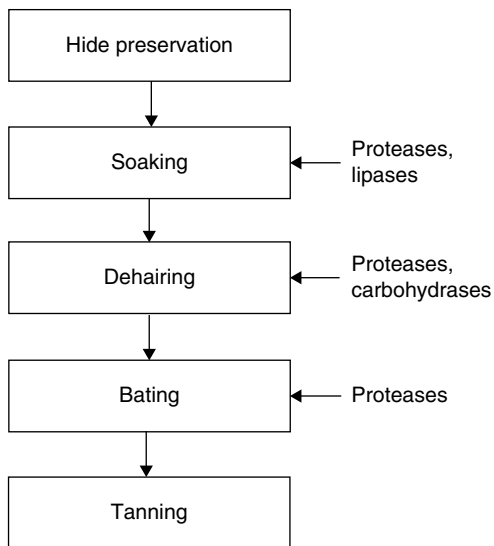 Hide preservation
Soaking
Proteases,
lipases
Dehairing
Proteases,
carbohydrases
Bating
Proteases
Tanning